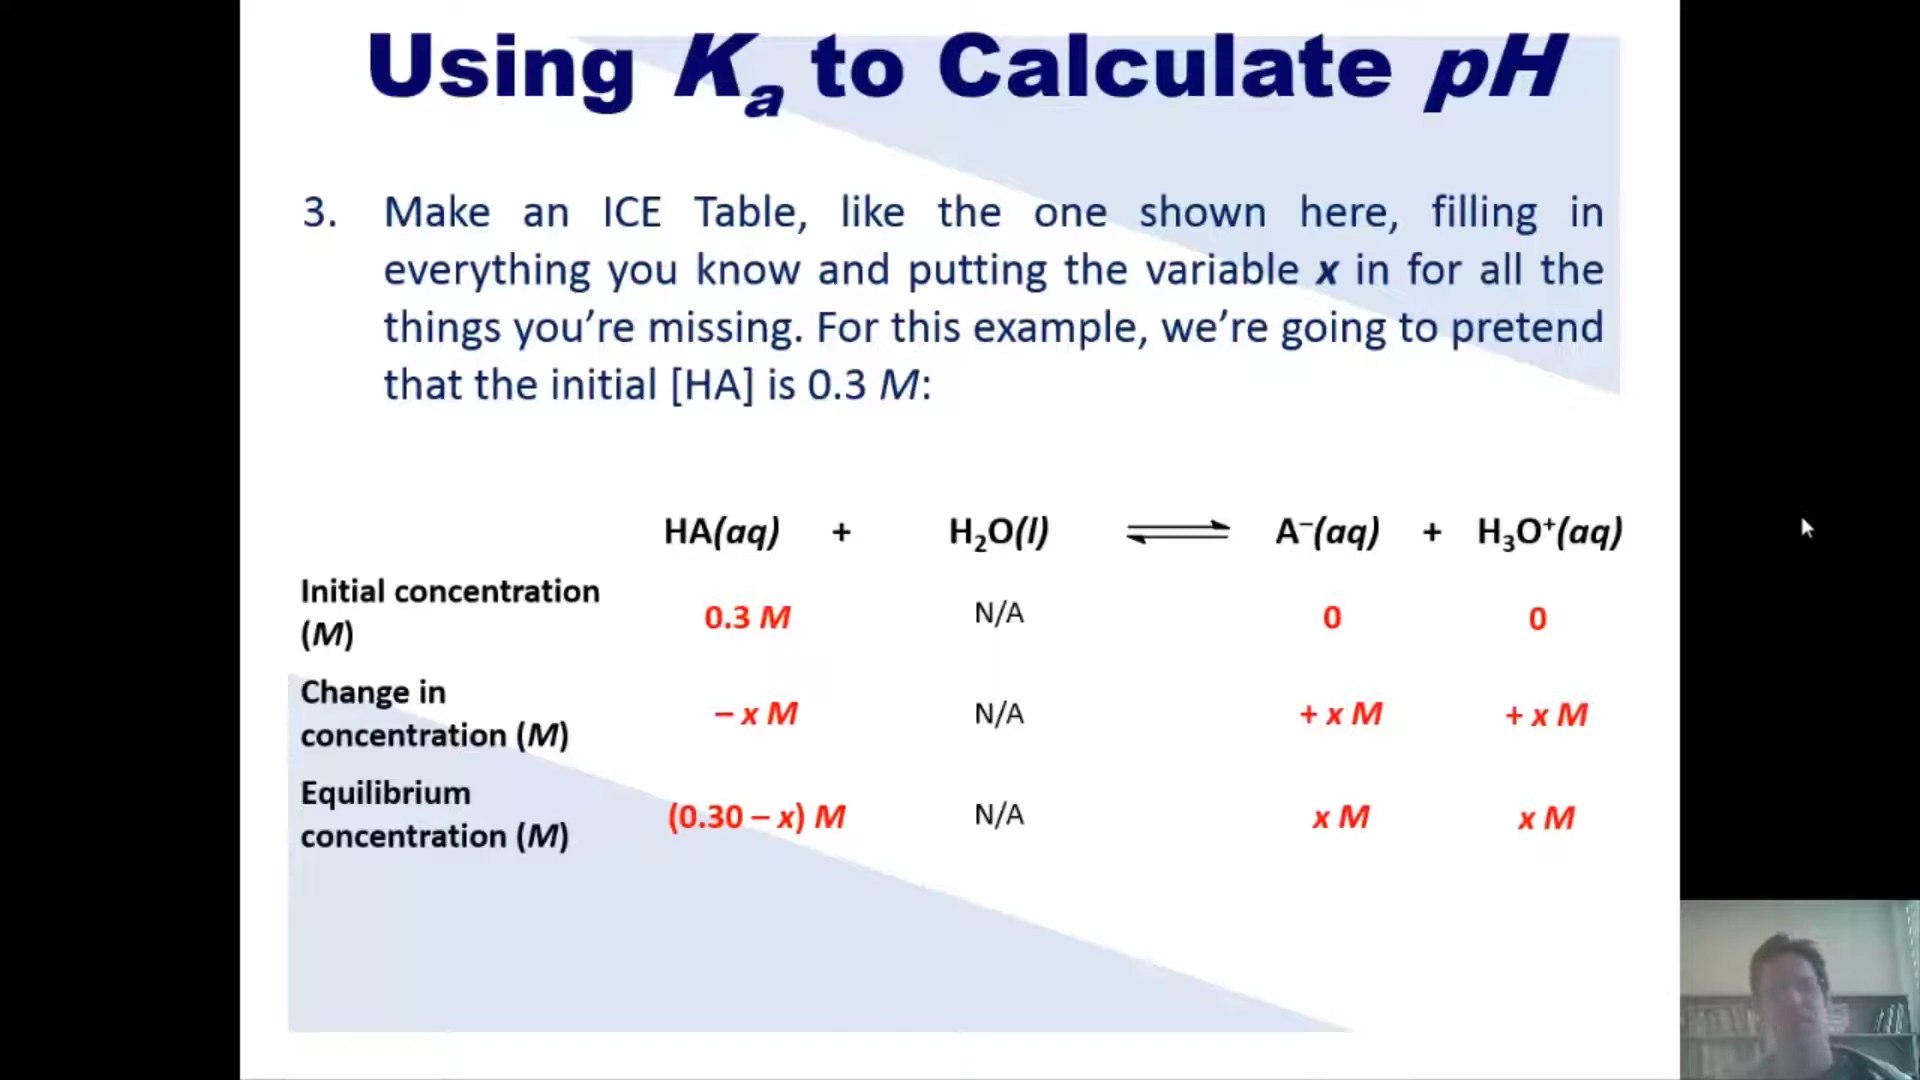 Using Kₐ to Calculate pH
3. Make an ICE Table, like the one shown here, filling in
everything you know and putting the variable x in for all the
things you’re missing. For this example, we’re going to pretend
that the initial [HA] is 0.3 M:
HA(aq) + H₂O(l) ⇌ A⁻(aq) + H₃O⁺(aq)
Initial concentration
(M)
0.3 M N/A 0 0
Change in
concentration (M)
– x M N/A + x M + x M
Equilibrium
concentration (M)
(0.30 – x) M N/A x M x M